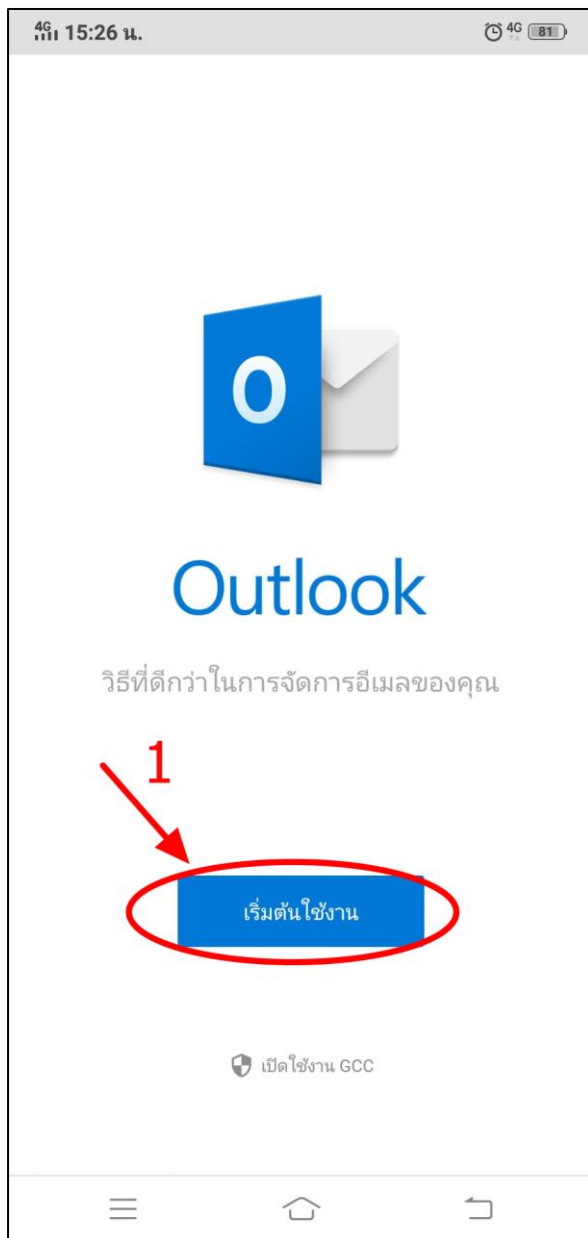 4G 15:26 น. 4G 81
O
Outlook
วิธีที่ดีกว่าในการจัดการอีเมลของคุณ
1
เริ่มต้นใช้งาน
เปิดใช้งาน GCC